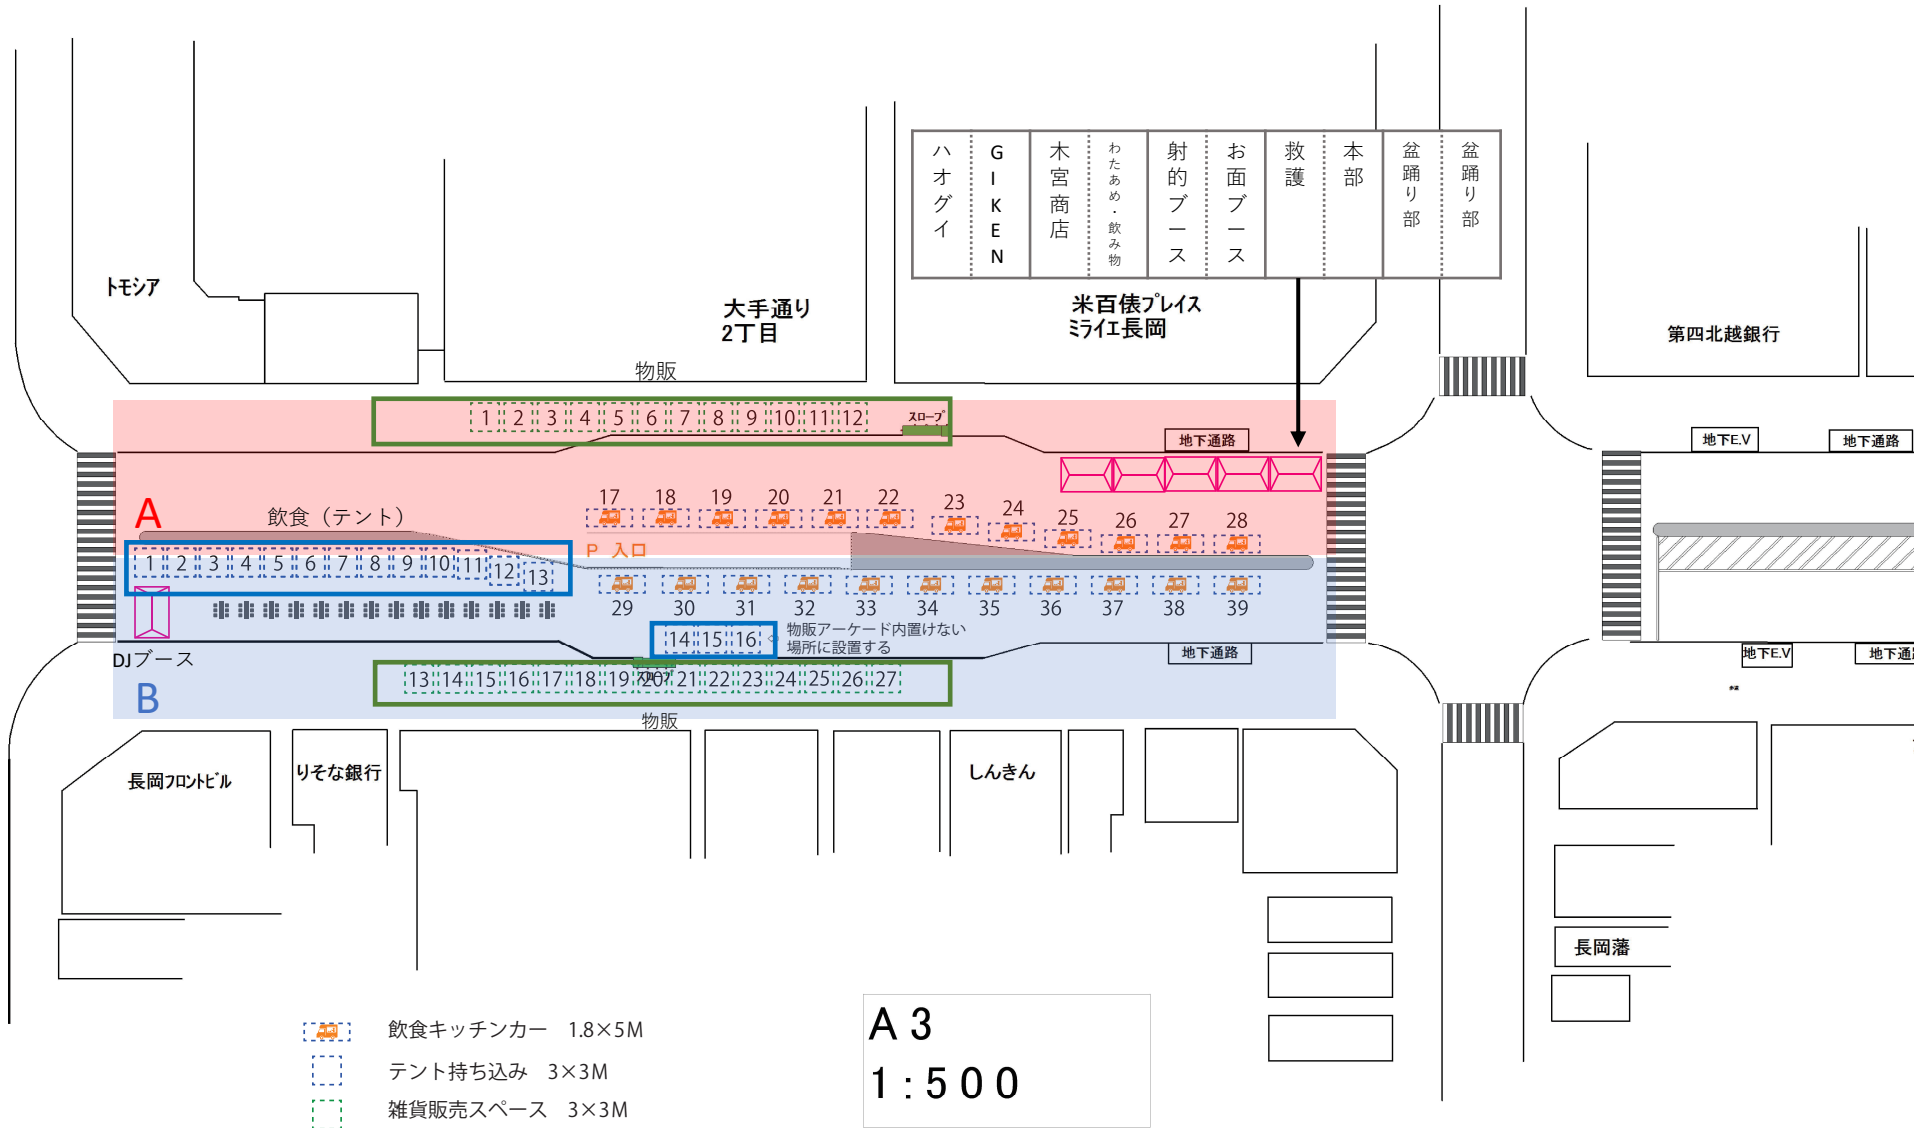 ハオグイ
GIKEN
木宮商店
わたあめ・飲み物
射的ブース
お面ブース
救護
本部
盆踊り部
盆踊り部
トモシア
大手通り
2丁目
米百俵プレイス
ミライエ長岡
第四北越銀行
物販
1 2 3 4 5 6 7 8 9 10 11 12
スロープ
地下通路
地下E.V
地下通路
A
飲食（テント）
17 18 19 20 21 22 23 24 25 26 27 28
P 入口
1 2 3 4 5 6 7 8 9 10 11 12 13
29 30 31 32 33 34 35 36 37 38 39
14 15 16
物販アーケード内置けない
場所に設置する
DJブース
地下通路
地下E.V
地下通
B
13 14 15 16 17 18 19 20 21 22 23 24 25 26 27
スロープ
物販
長岡フロントビル
りそな銀行
しんきん
長岡藩
飲食キッチンカー 1.8×5M
テント持ち込み 3×3M
雑貨販売スペース 3×3M
A3
1:500